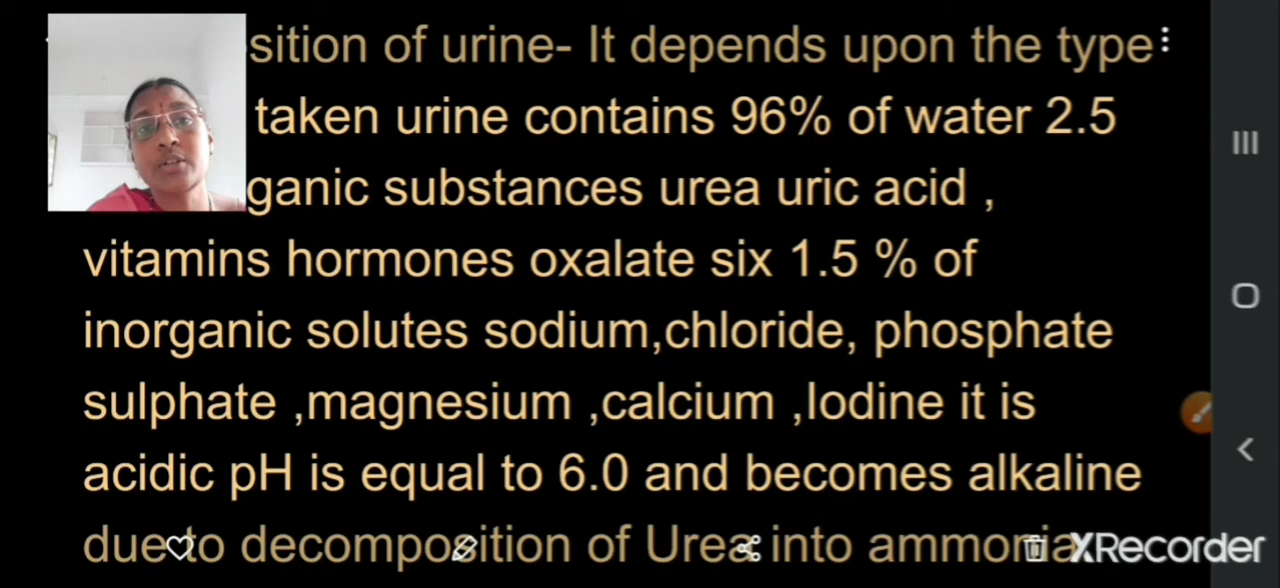 sition of urine- It depends upon the type
taken urine contains 96% of water 2.5
ganic substances urea uric acid ,
vitamins hormones oxalate six 1.5 % of
inorganic solutes sodium,chloride, phosphate
sulphate ,magnesium ,calcium ,Iodine it is
acidic pH is equal to 6.0 and becomes alkaline
due to decomposition of Urea into ammonia
XRecorder